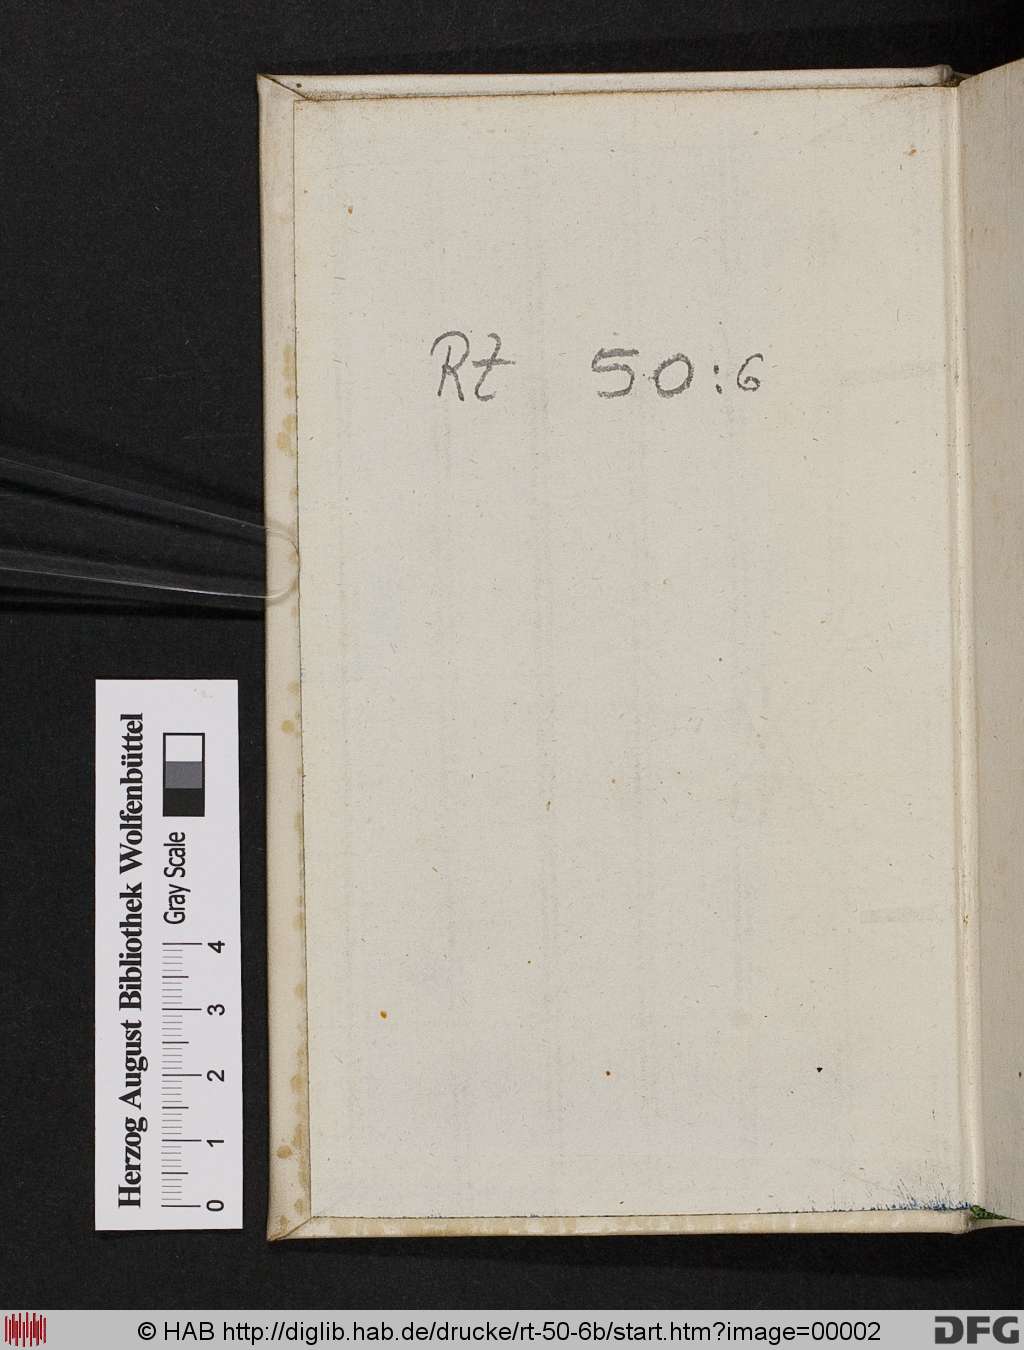 RZ 50:6
Herzog August Bibliothek Wolfenbüttel
Gray Scale
0 1 2 3 4
© HAB http://diglib.hab.de/drucke/rt-50-6b/start.htm?image=00002
DFG